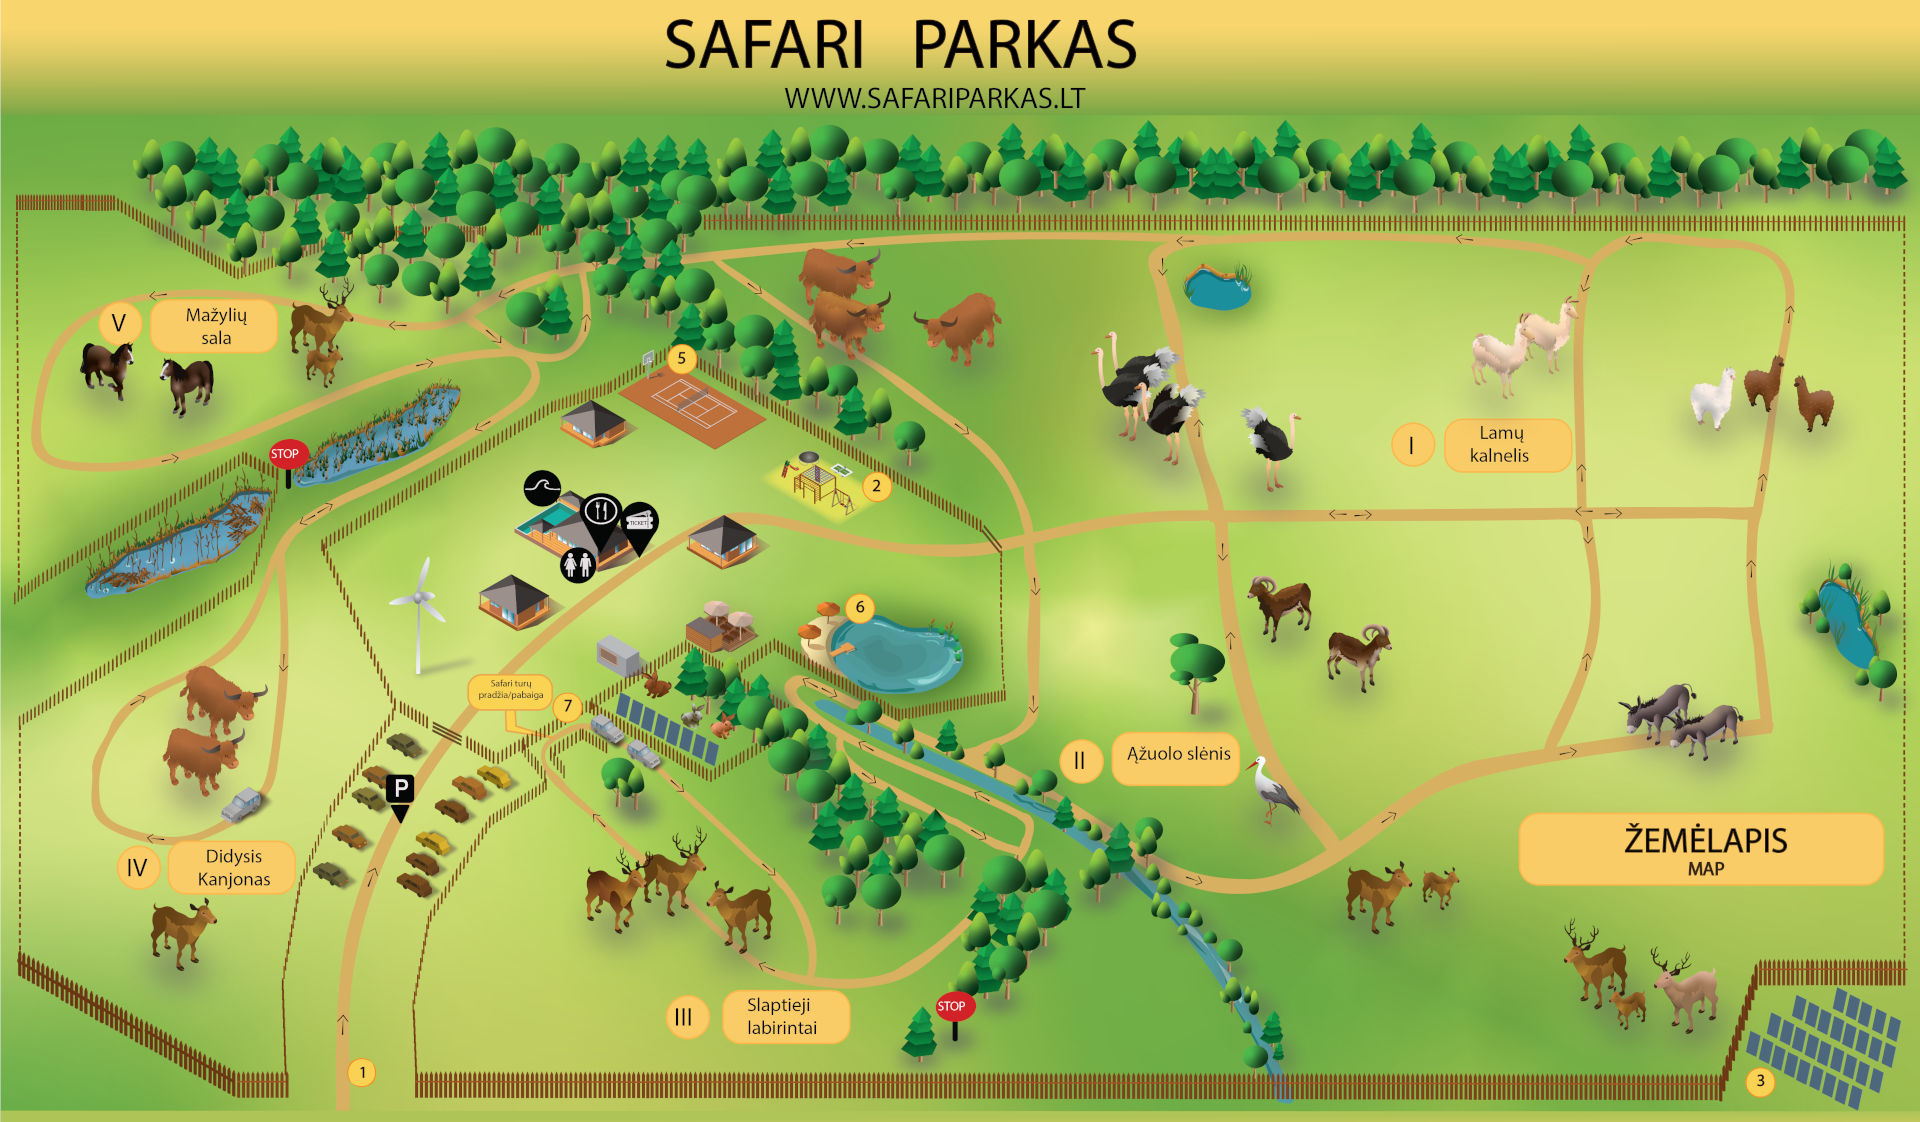 SAFARI PARKAS
WWW.SAFARIPARKAS.LT
V
Mažylių
sala
5
STOP
I
Lamų
kalnelis
2
TICKET
6
Safari turų
pradžia/pabaiga
7
II
Ąžuolo slėnis
P
IV
Didysis
Kanjonas
ŽEMĖLAPIS
MAP
III
Slaptieji
labirintai
STOP
1
3